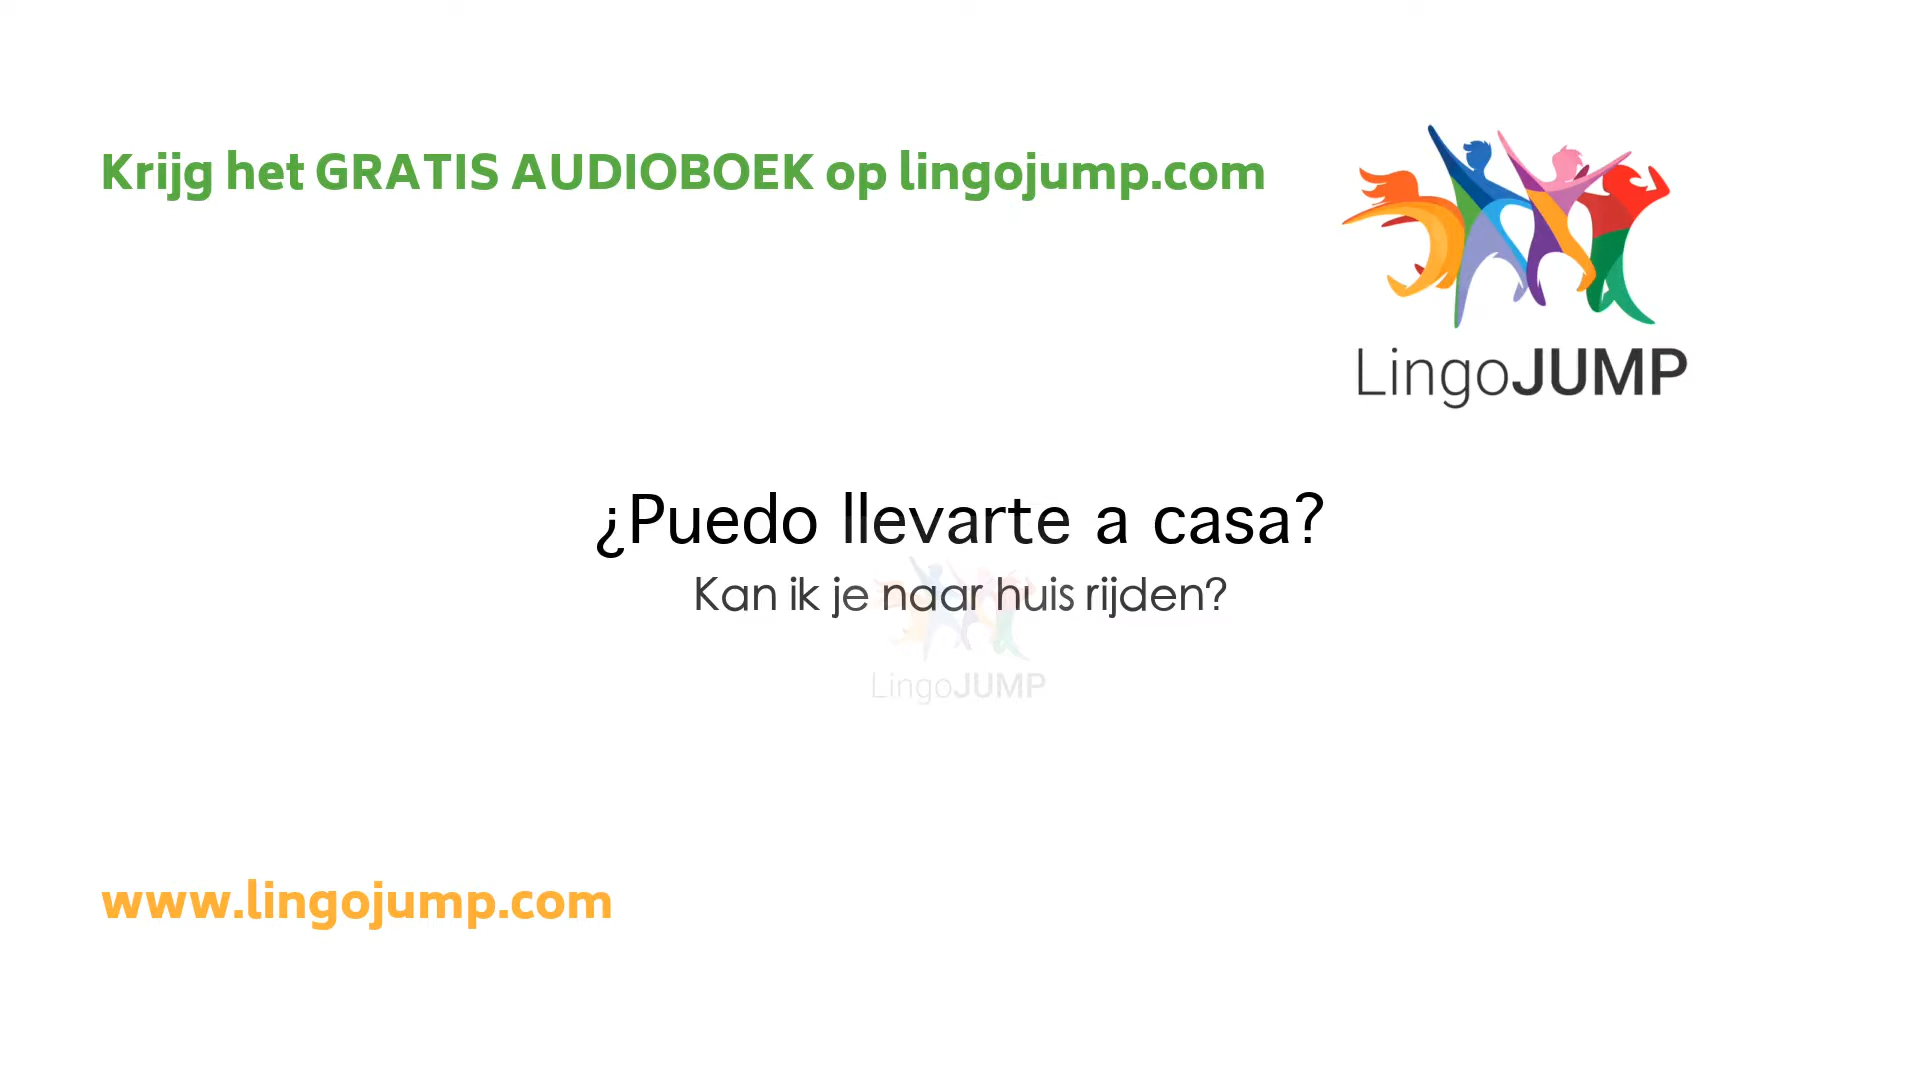 Krijg het GRATIS AUDIOBOEK op lingojump.com
LingoJUMP
¿Puedo llevarte a casa?
Kan ik je naar huis rijden?
LingoJUMP
www.lingojump.com